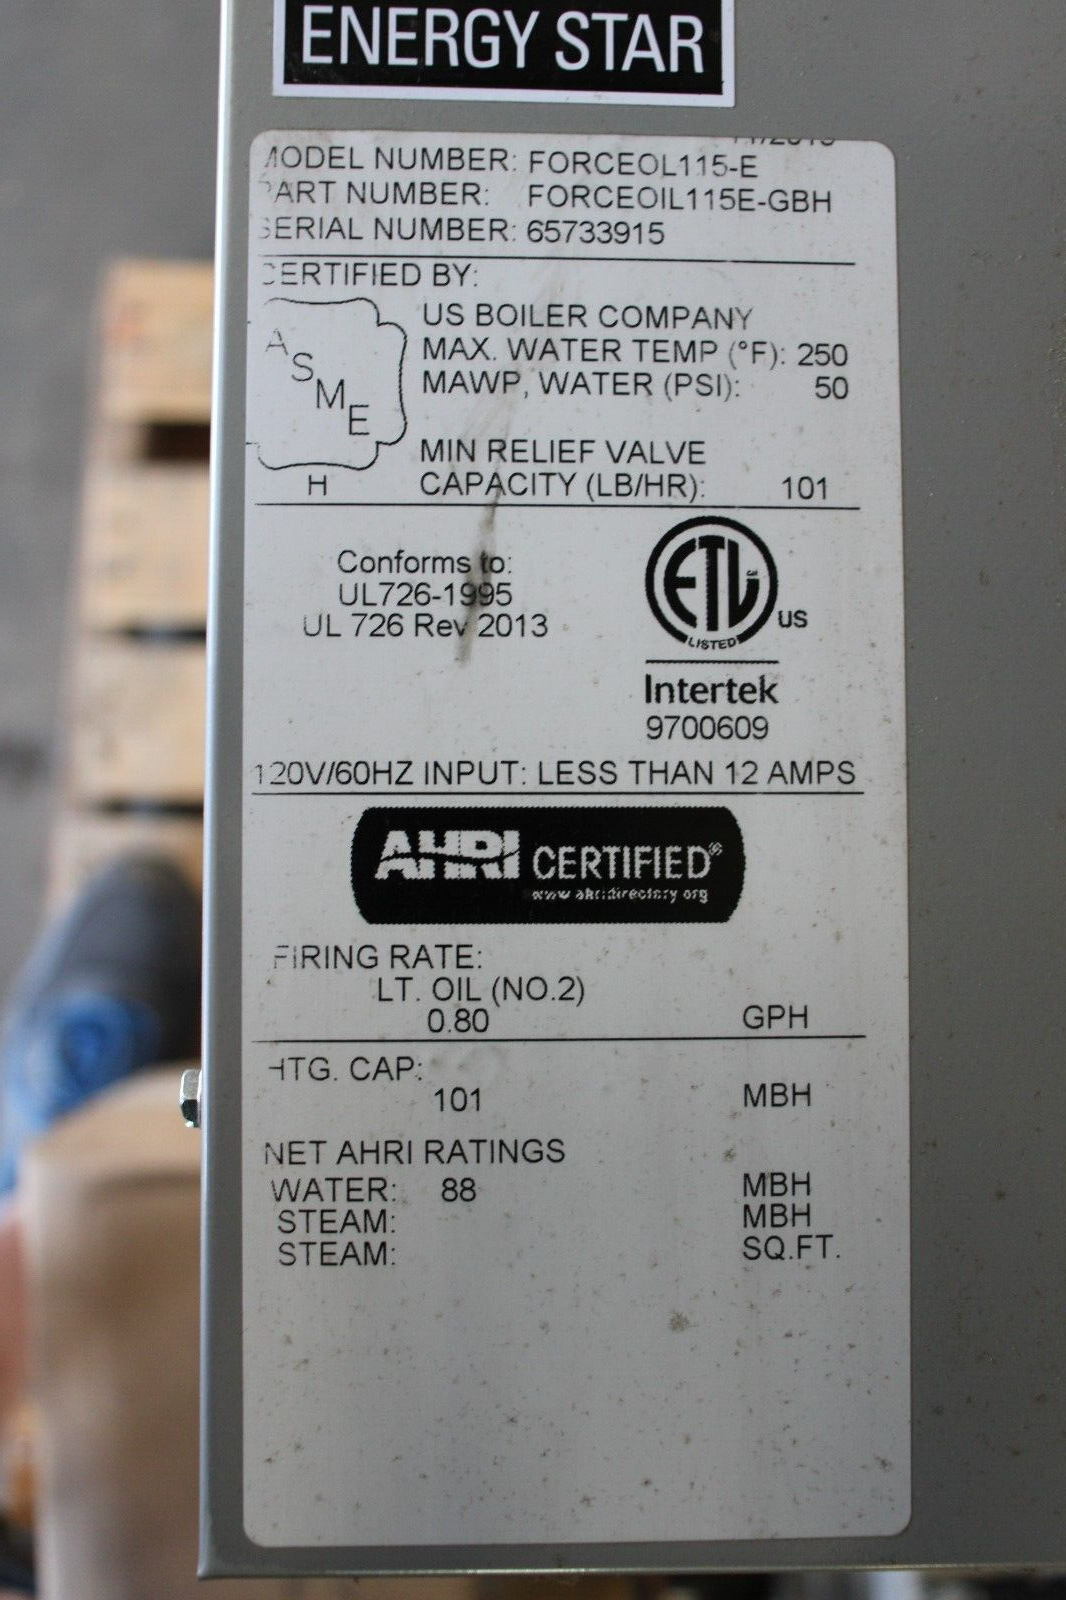 ENERGY STAR
MODEL NUMBER: FORCEOL115-E
PART NUMBER: FORCEOIL115E-GBH
SERIAL NUMBER: 65733915
CERTIFIED BY:
ASME
H
US BOILER COMPANY
MAX. WATER TEMP (°F): 250
MAWP, WATER (PSI): 50
MIN RELIEF VALVE
CAPACITY (LB/HR): 101
Conforms to:
UL726-1995
UL 726 Rev 2013
ETL
LISTED
US
Intertek
9700609
120V/60HZ INPUT: LESS THAN 12 AMPS
AHRI CERTIFIED®
www.ahridirectory.org
FIRING RATE:
LT. OIL (NO.2)
0.80 GPH
HTG. CAP:
101 MBH
NET AHRI RATINGS
WATER: 88 MBH
STEAM: MBH
STEAM: SQ.FT.